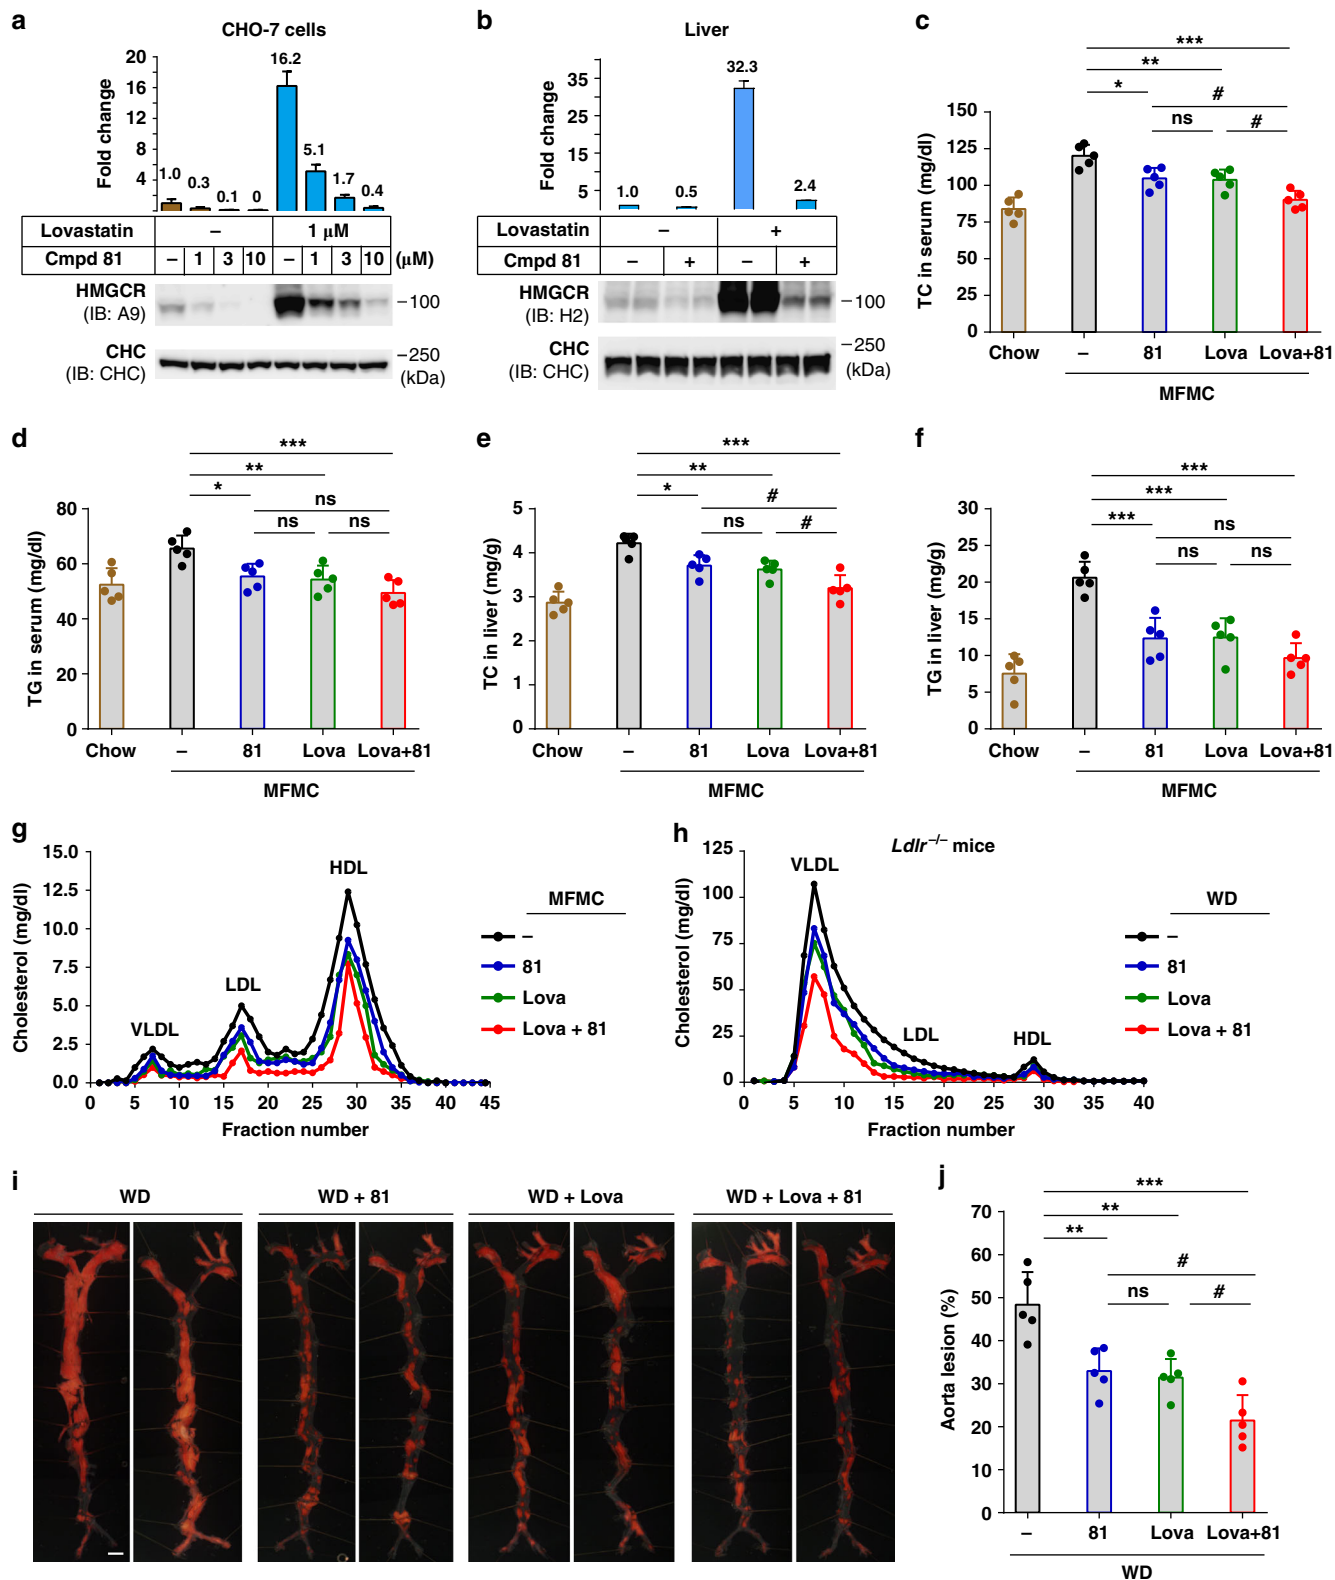 a
CHO-7 cells
20
16
12
8
4
Fold change
1.0 0.3 0.1 0 16.2 5.1 1.7 0.4
Lovastatin – 1 μM
Cmpd 81 – 1 3 10 – 1 3 10 (μM)
HMGCR
(IB: A9)
–100
CHC
(IB: CHC)
–250
(kDa)
b
Liver
35
25
15
5
Fold change
1.0 0.5 32.3 2.4
Lovastatin – +
Cmpd 81 – + – +
HMGCR
(IB: H2)
–100
CHC
(IB: CHC)
–250
(kDa)
c
***
**
* #
ns #
150
125
100
75
50
25
0
TC in serum (mg/dl)
Chow – 81 Lova Lova+81
MFMC
d
***
**
* ns
ns ns
80
60
40
20
0
TG in serum (mg/dl)
Chow – 81 Lova Lova+81
MFMC
e
***
**
* #
ns #
5
4
3
2
1
0
TC in liver (mg/g)
Chow – 81 Lova Lova+81
MFMC
f
***
***
*** ns
ns ns
30
25
20
15
10
5
0
TG in liver (mg/g)
Chow – 81 Lova Lova+81
MFMC
g
15.0
12.5
10.0
7.5
5.0
2.5
0.0
Cholesterol (mg/dl)
VLDL LDL HDL
0 5 10 15 20 25 30 35 40 45
Fraction number
MFMC
–
81
Lova
Lova + 81
h
Ldlr–/– mice
125
100
75
50
25
0
Cholesterol (mg/dl)
VLDL LDL HDL
0 5 10 15 20 25 30 35 40
Fraction number
WD
–
81
Lova
Lova + 81
i
WD WD + 81 WD + Lova WD + Lova + 81
j
***
**
**
#
ns #
70
60
50
40
30
20
10
0
Aorta lesion (%)
– 81 Lova Lova+81
WD